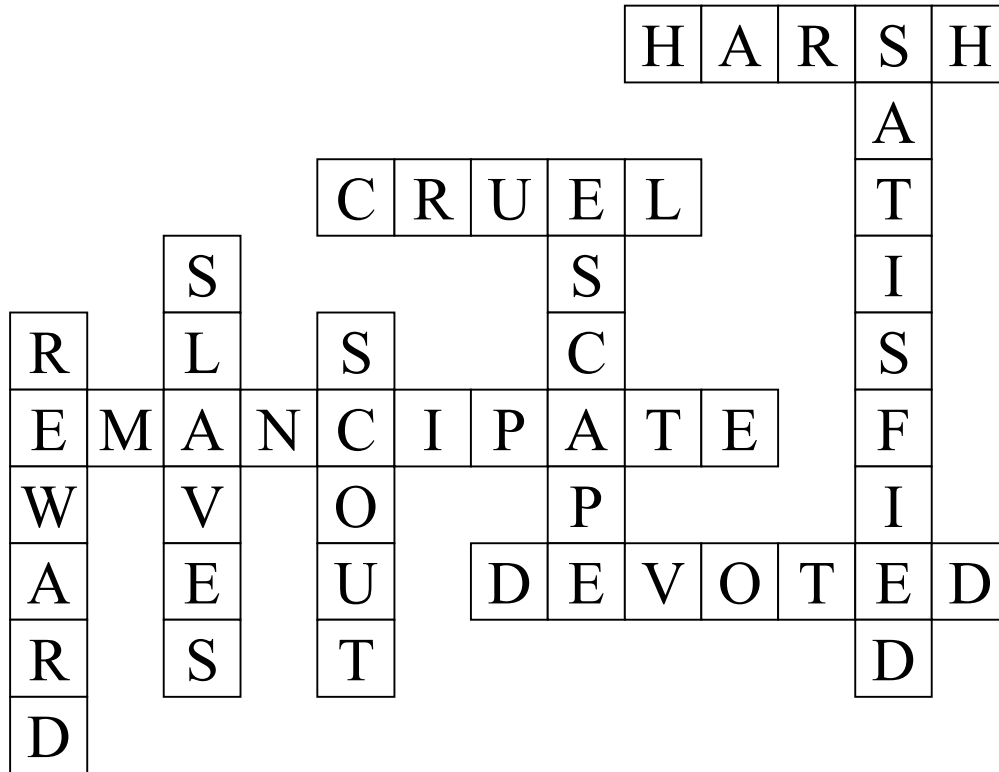 HARSH
A
CRUEL T
S S I
R L S C S
EMANCIPATE F
W V O P I
A E U DEVOTED
R S T D
D